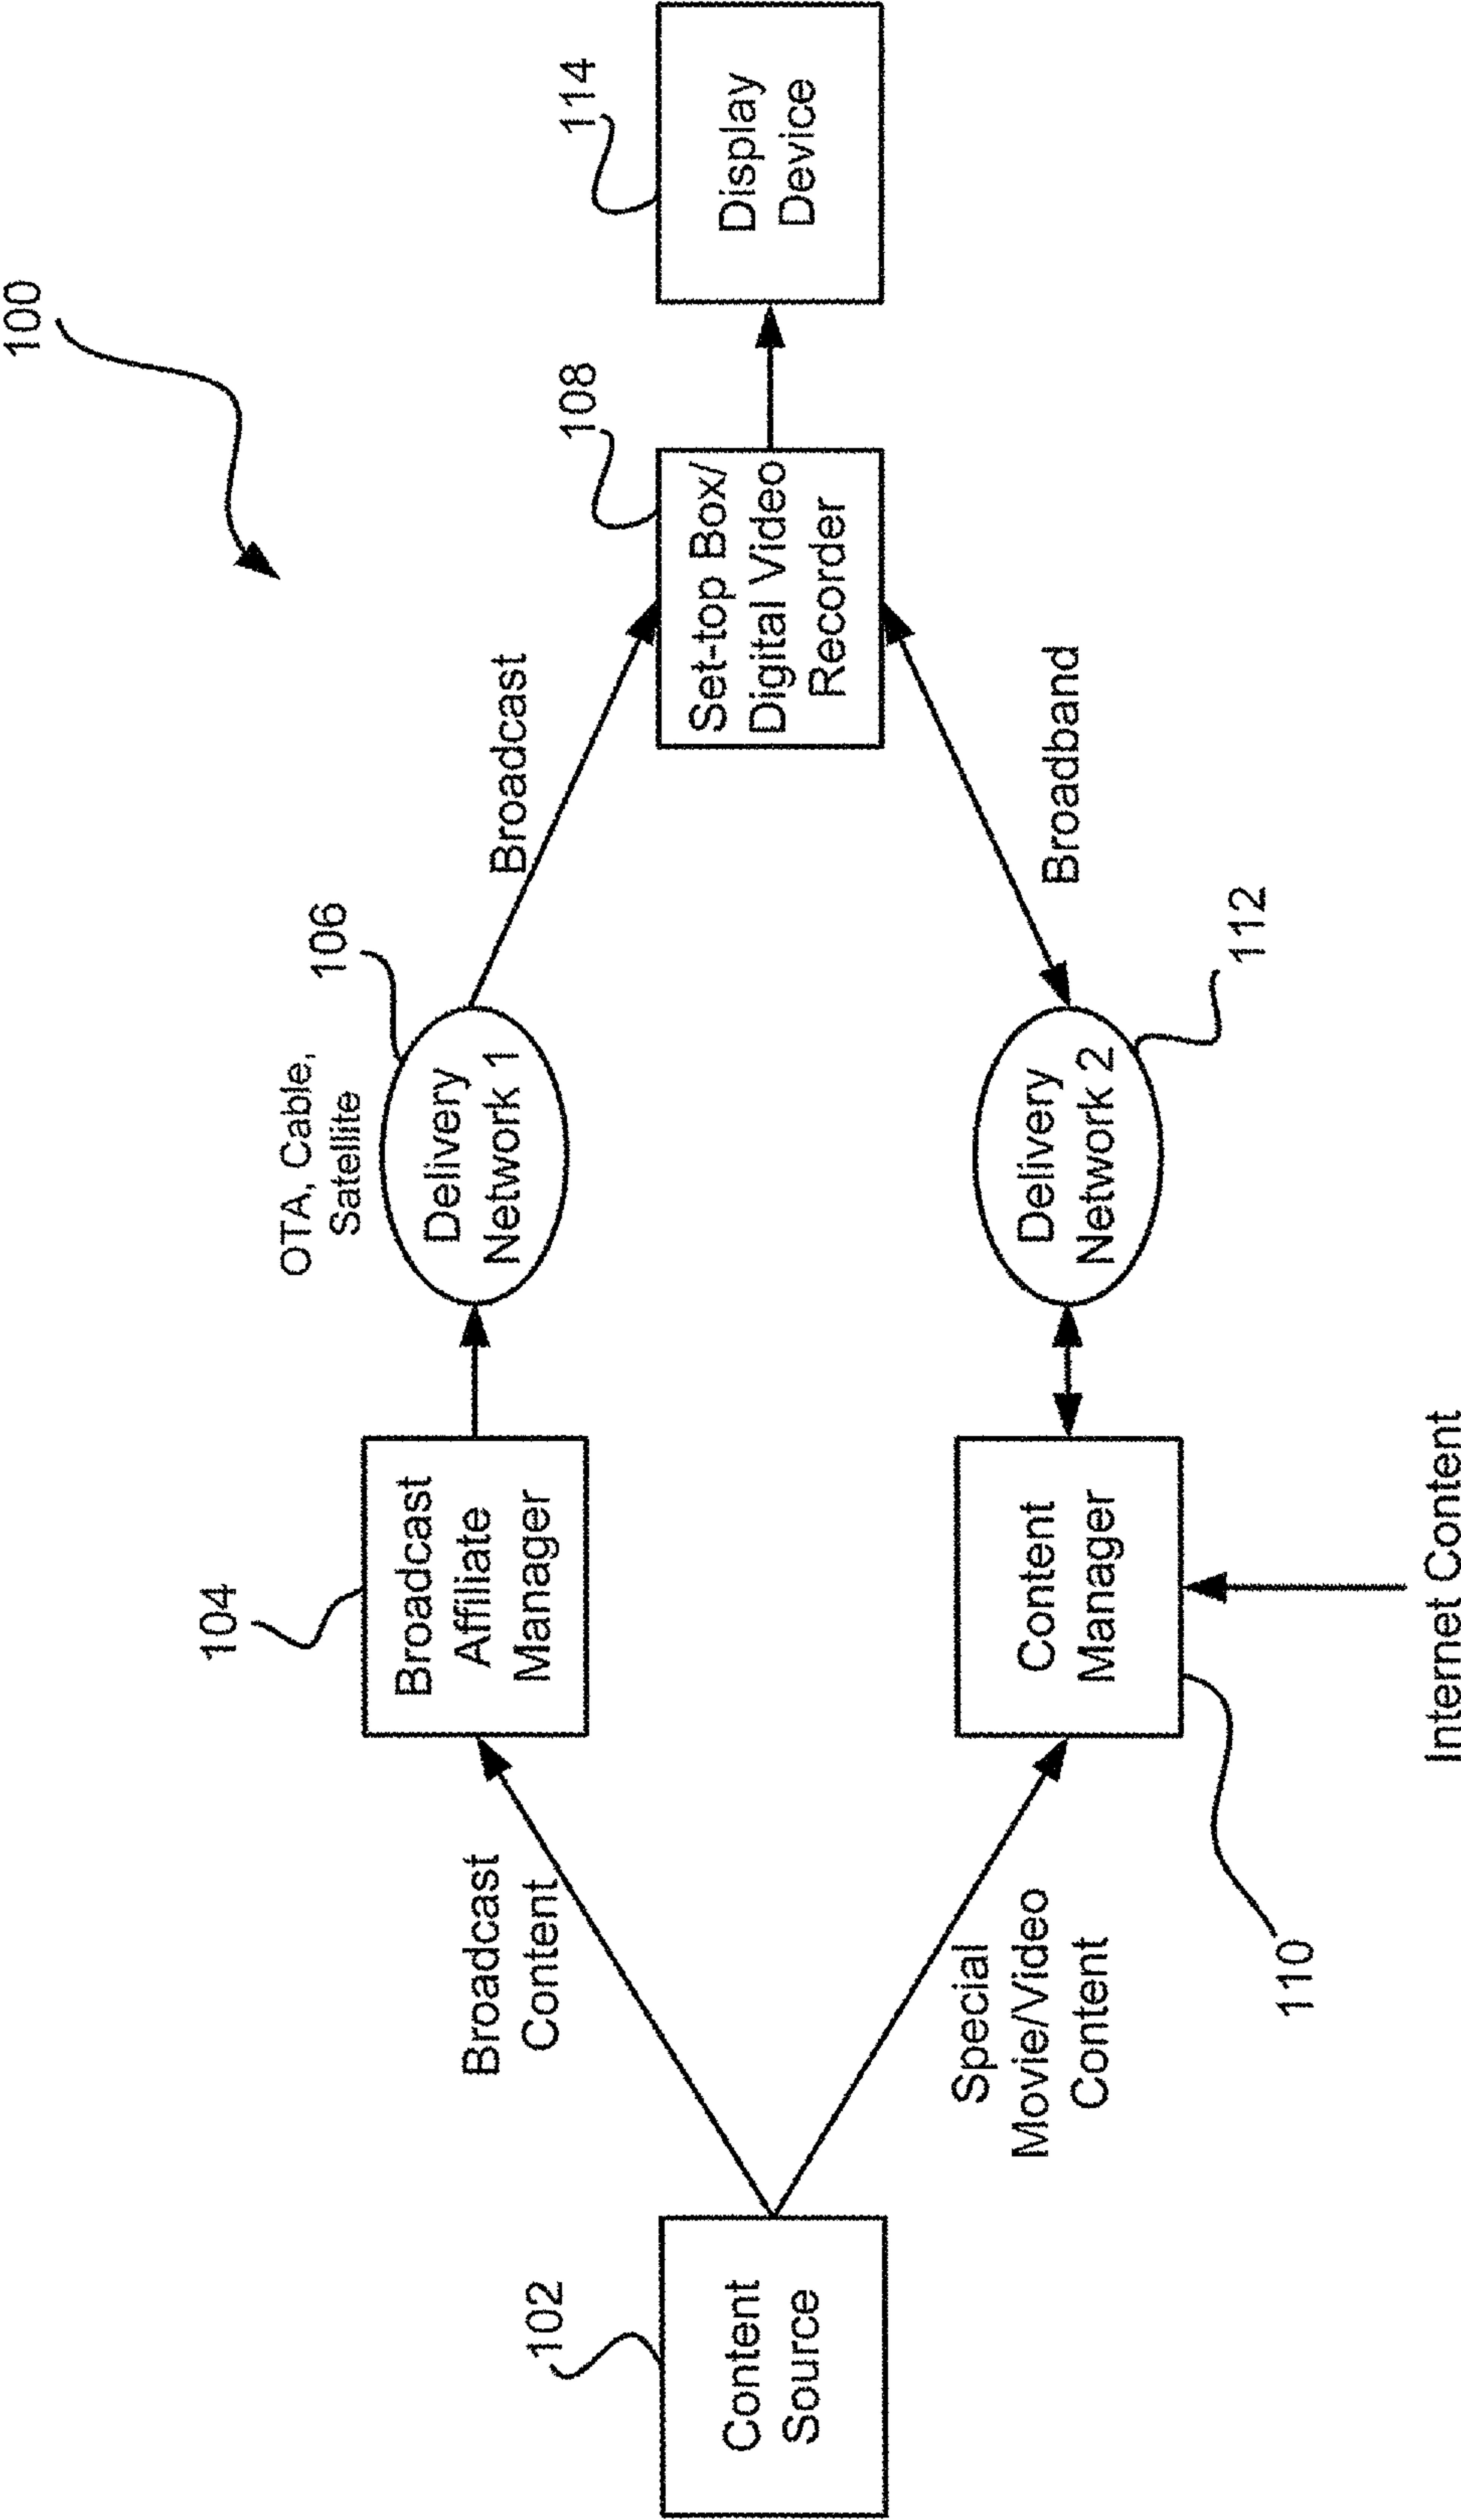 100
OTA, Cable,
Satellite
104
106
Broadcast
Affiliate
Manager
Delivery
Network 1
Broadcast
Broadcast
Content
102
108
114
Content
Source
Set-top Box/
Digital Video
Recorder
Display
Device
Special
Movie/Video
Content
Content
Manager
Delivery
Network 2
Broadband
110
112
Internet Content